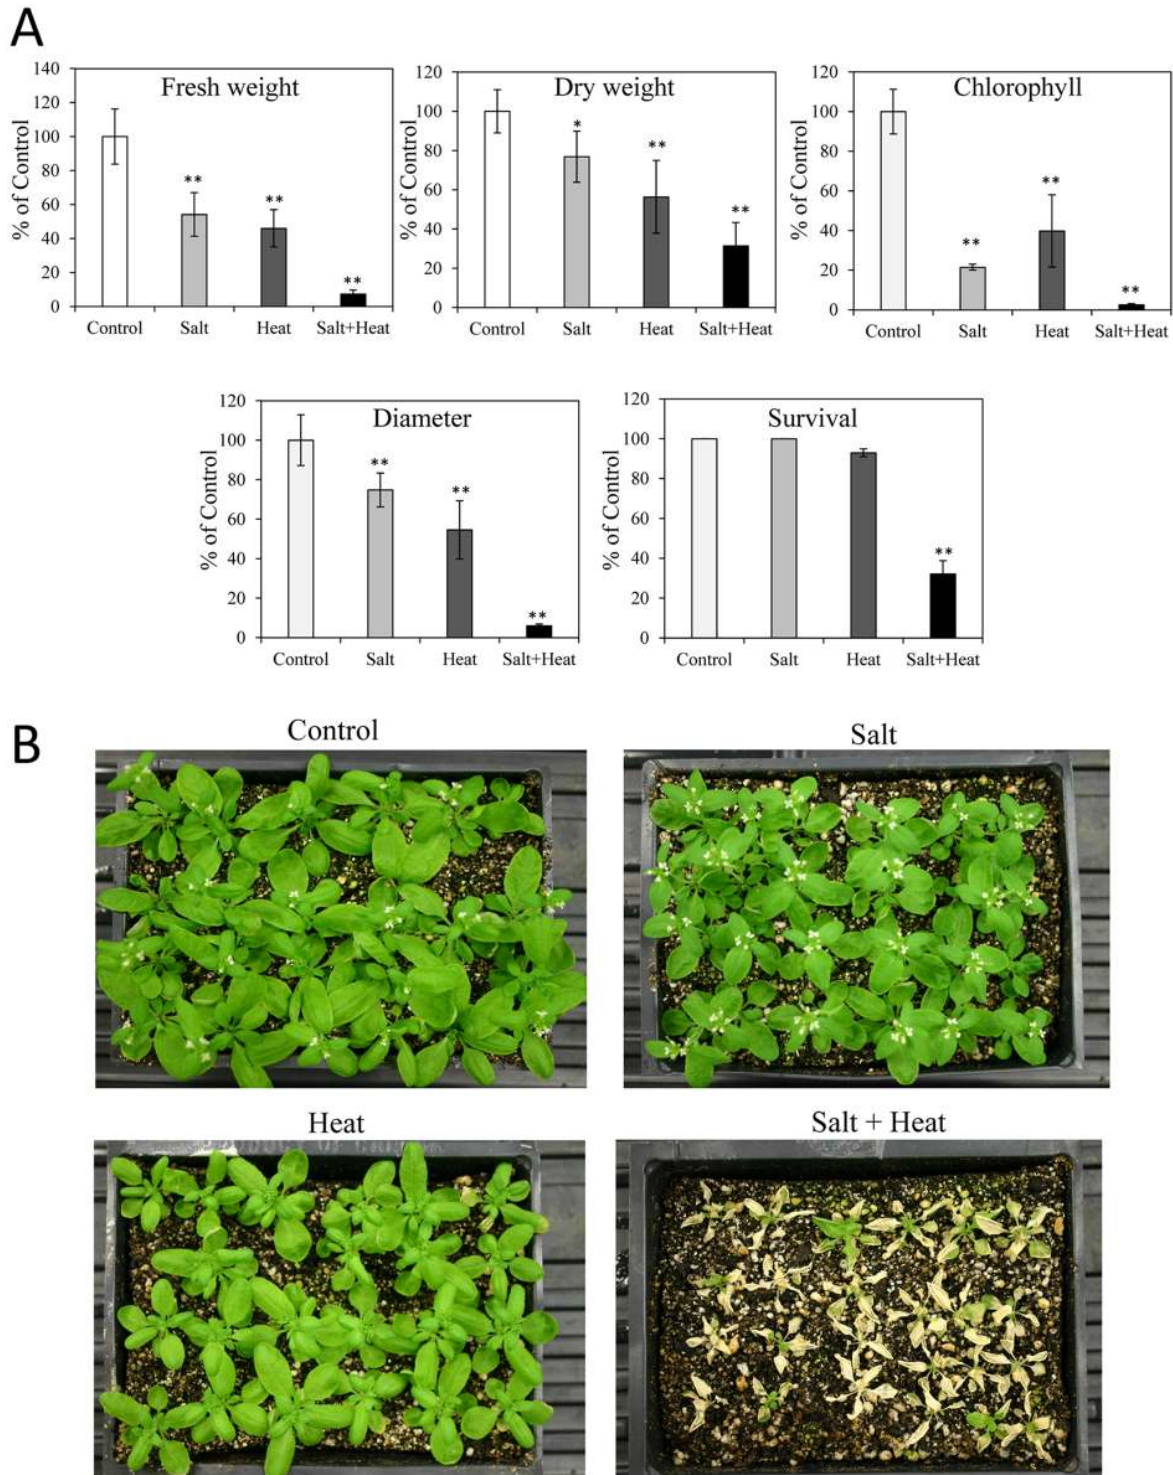 A
Fresh weight
% of Control
140
120
100
80
60
40
20
0
**
**
**
Control Salt Heat Salt+Heat
Dry weight
% of Control
120
100
80
60
40
20
0
*
**
**
Control Salt Heat Salt+Heat
Chlorophyll
% of Control
120
100
80
60
40
20
0
**
**
**
Control Salt Heat Salt+Heat
Diameter
% of Control
120
100
80
60
40
20
0
**
**
**
Control Salt Heat Salt+Heat
Survival
% of Control
120
100
80
60
40
20
0
**
Control Salt Heat Salt+Heat
B
Control
Salt
Heat
Salt + Heat